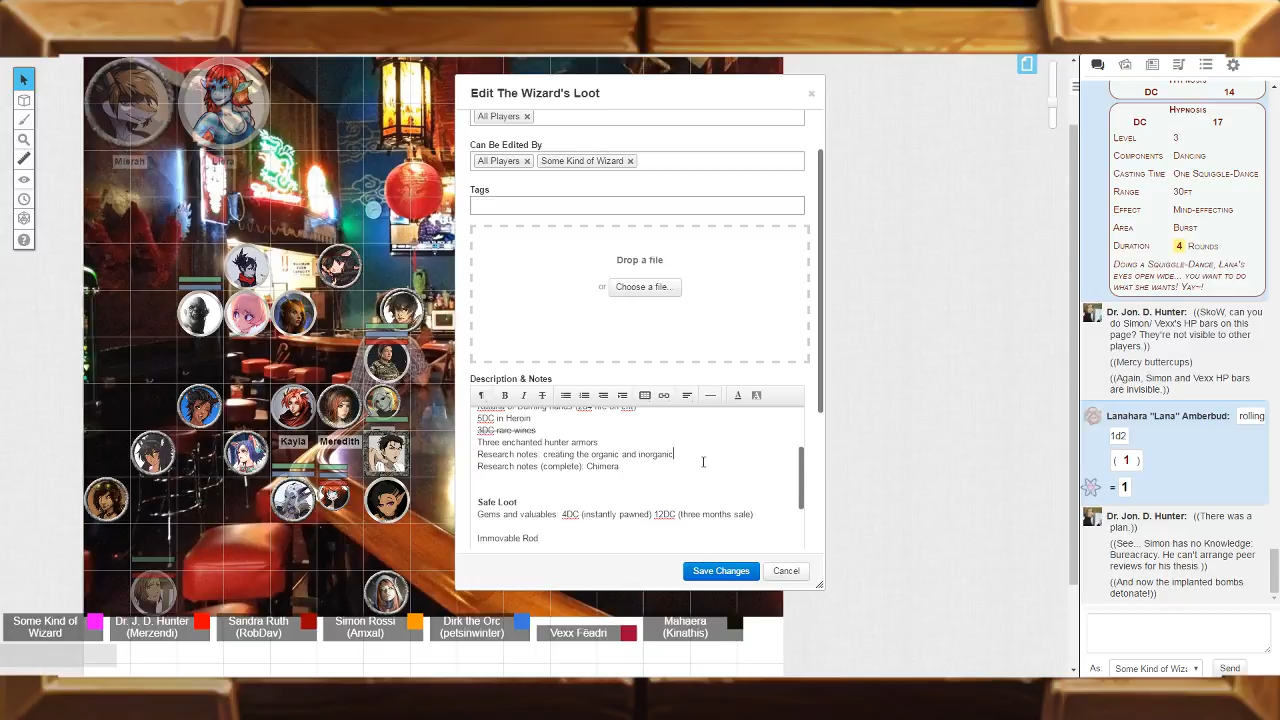 Edit The Wizard's Loot
×
All Players ×
Can Be Edited By
All Players × Some Kind of Wizard ×
Tags
Drop a file
or Choose a file...
Description & Notes
5DC in Heroin
3DC rare wines
Three enchanted hunter armors
Research notes: creating the organic and inorganic
Research notes (complete): Chimera
Safe Loot
Gems and valuables: 4DC (instantly pawned) 12DC (three months sale)
Immovable Rod
Save Changes Cancel
Mierah
Liera
Kayla Meredith
Some Kind of
Wizard
Dr. J. D. Hunter
(Merzendi)
Sandra Ruth
(RobDav)
Simon Rossi
(Amxal)
Dirk the Orc
(petsinwinter)
Vexx Fëadri
Mahaera
(Kinathis)
Hypnosis
DC 14
Hypnosis
DC 17
Level 3
Components Dancing
Casting Time One Squiggle-Dance
Range 30ft
Effect Mind-effecting
Area Burst
Duration 4 Rounds
Doing a Squiggle-Dance, Lana's
eyes open wide... you want to do
what she wants! Yay~!
Dr. Jon. D. Hunter: ((SkoW, can you
do Simon/ Vexx's HP bars on this
page? They're not visible to other
players.))
((Mercy buttercups)
((Again, Simon and Vexx HP bars
are invisible.))
Lanahara "Lana" Amberbud: rolling
1d2
( 1 )
= 1
Dr. Jon. D. Hunter: ((There was a
plan.))
((See... Simon has no Knowledge:
Bureacracy. He can't arrange peer
reviews for his thesis.))
((And now the implanted bombs
detonate!))
As: Some Kind of Wiz Send